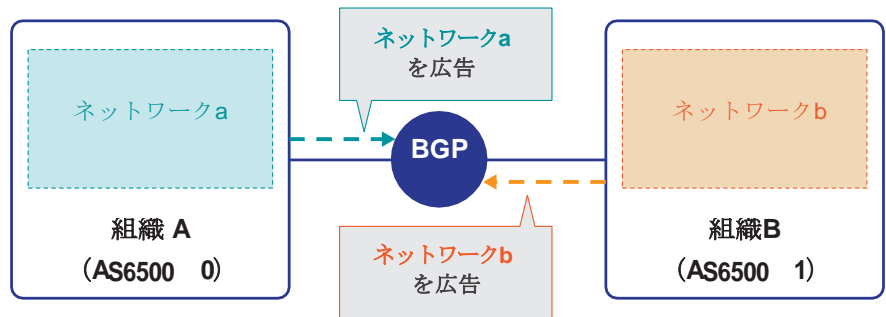 ネットワークa
を広告
ネットワークa
BGP
ネットワークb
組織 A
(AS6500 0)
ネットワークb
を広告
組織B
(AS6500 1)